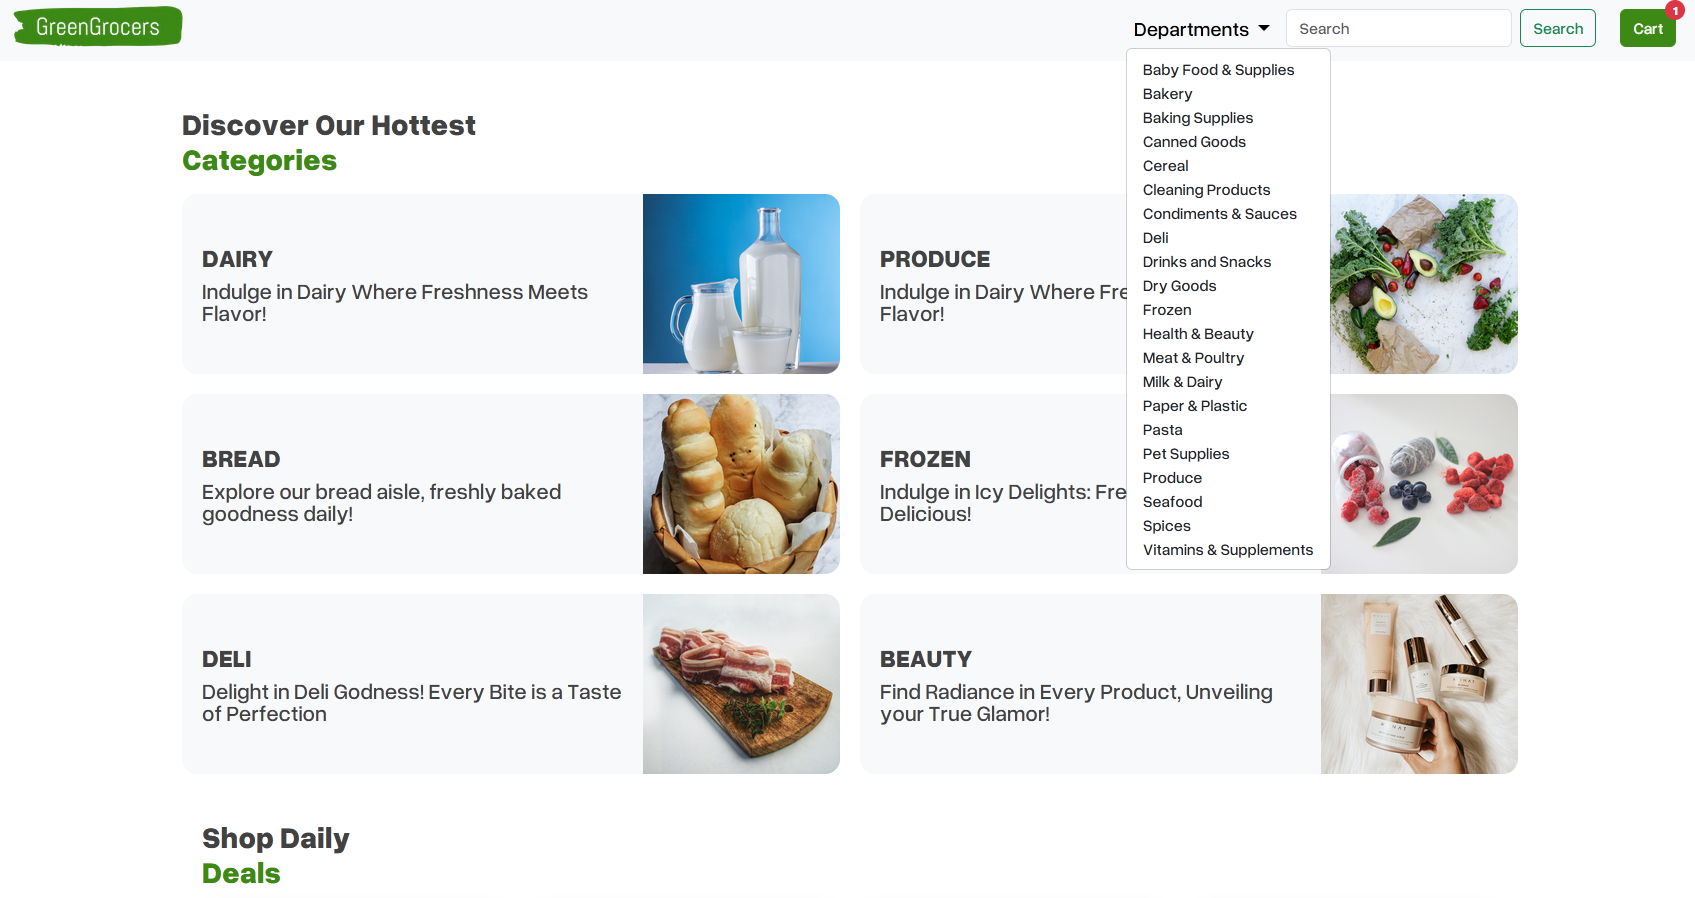 GreenGrocers
Departments
Search
Search
Cart
1
Baby Food & Supplies
Bakery
Baking Supplies
Canned Goods
Cereal
Cleaning Products
Condiments & Sauces
Deli
Drinks and Snacks
Dry Goods
Frozen
Health & Beauty
Meat & Poultry
Milk & Dairy
Paper & Plastic
Pasta
Pet Supplies
Produce
Seafood
Spices
Vitamins & Supplements
Discover Our Hottest
Categories
DAIRY
Indulge in Dairy Where Freshness Meets
Flavor!
PRODUCE
Indulge in Dairy Where Fre
Flavor!
BREAD
Explore our bread aisle, freshly baked
goodness daily!
FROZEN
Indulge in Icy Delights: Fre
Delicious!
DELI
Delight in Deli Godness! Every Bite is a Taste
of Perfection
BEAUTY
Find Radiance in Every Product, Unveiling
your True Glamor!
Shop Daily
Deals